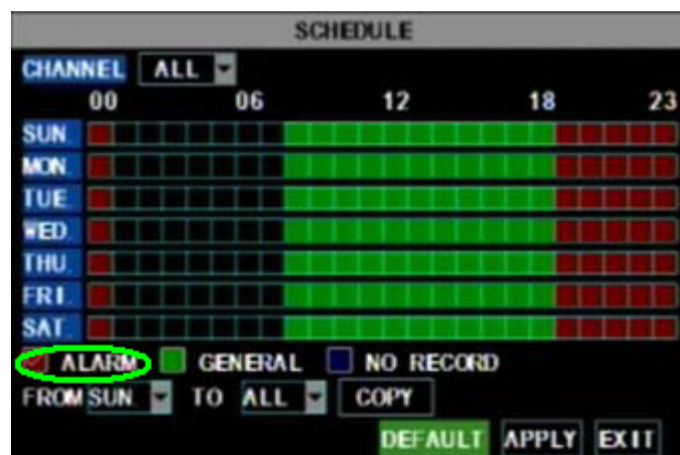 SCHEDULE
CHANNEL ALL
00 06 12 18 23
SUN.
MON.
TUE.
WED.
THU.
FRI.
SAT.
ALARM GENERAL NO RECORD
FROM SUN. TO ALL COPY
DEFAULT APPLY EXIT